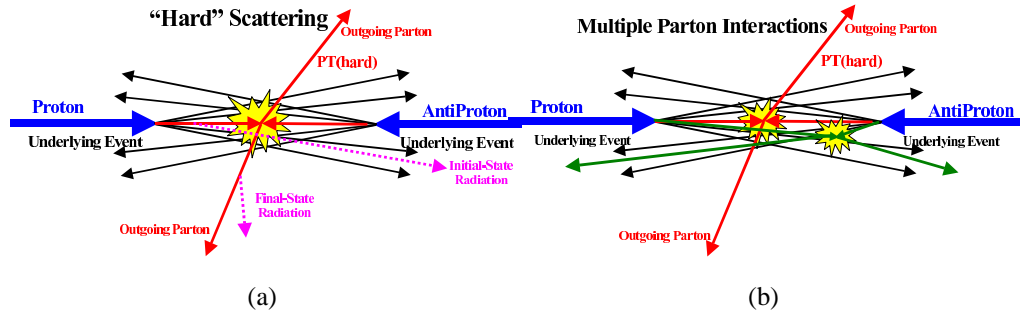 “Hard” Scattering
Outgoing Parton
PT(hard)
Proton
AntiProton
Underlying Event
Underlying Event
Initial-State
Radiation
Final-State
Radiation
Outgoing Parton
(a)
Multiple Parton Interactions
Outgoing Parton
PT(hard)
Proton
AntiProton
Underlying Event
Underlying Event
Outgoing Parton
(b)